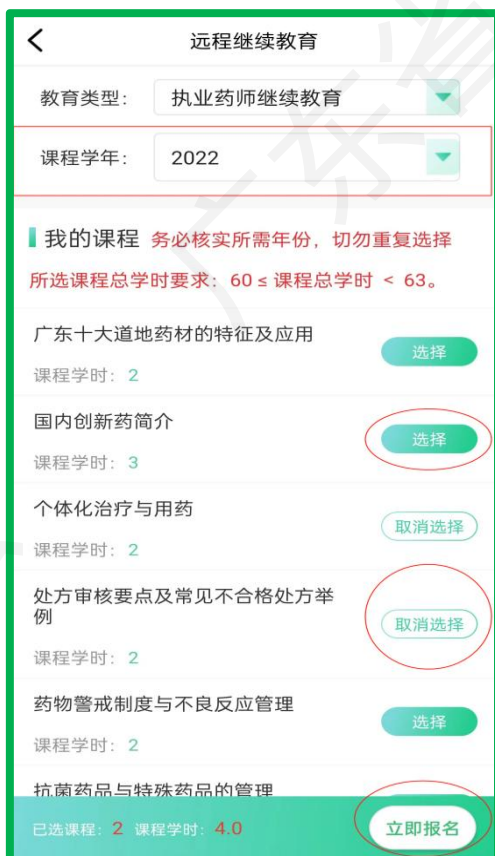 远程继续教育
教育类型： 执业药师继续教育
课程学年： 2022
我的课程 务必核实所需年份，切勿重复选择
所选课程总学时要求：60 ≤ 课程总学时 < 63。
广东十大道地药材的特征及应用
选择
课程学时：2
国内创新药简介
选择
课程学时：3
个体化治疗与用药
取消选择
课程学时：2
处方审核要点及常见不合格处方举
例
取消选择
课程学时：2
药物警戒制度与不良反应管理
选择
课程学时：2
抗菌药品与特殊药品的管理
已选课程：2 课程学时：4.0
立即报名
广东省